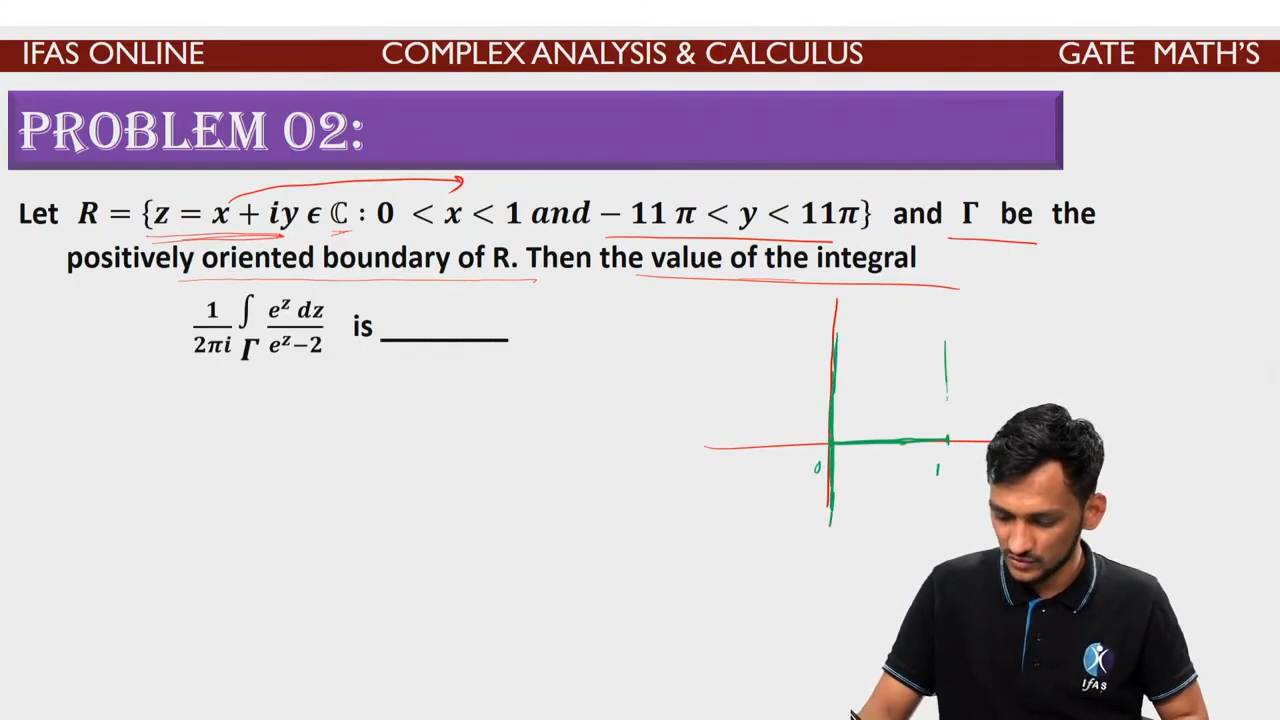 IFAS ONLINE COMPLEX ANALYSIS & CALCULUS GATE MATH'S
PROBLEM 02:
Let R = {z = x + iy ϵ ℂ : 0 < x < 1 and − 11 π < y < 11π} and Γ be the
positively oriented boundary of R. Then the value of the integral
1/2πi ∫Γ e^z dz/e^z−2 is ________
0 1
IFAS